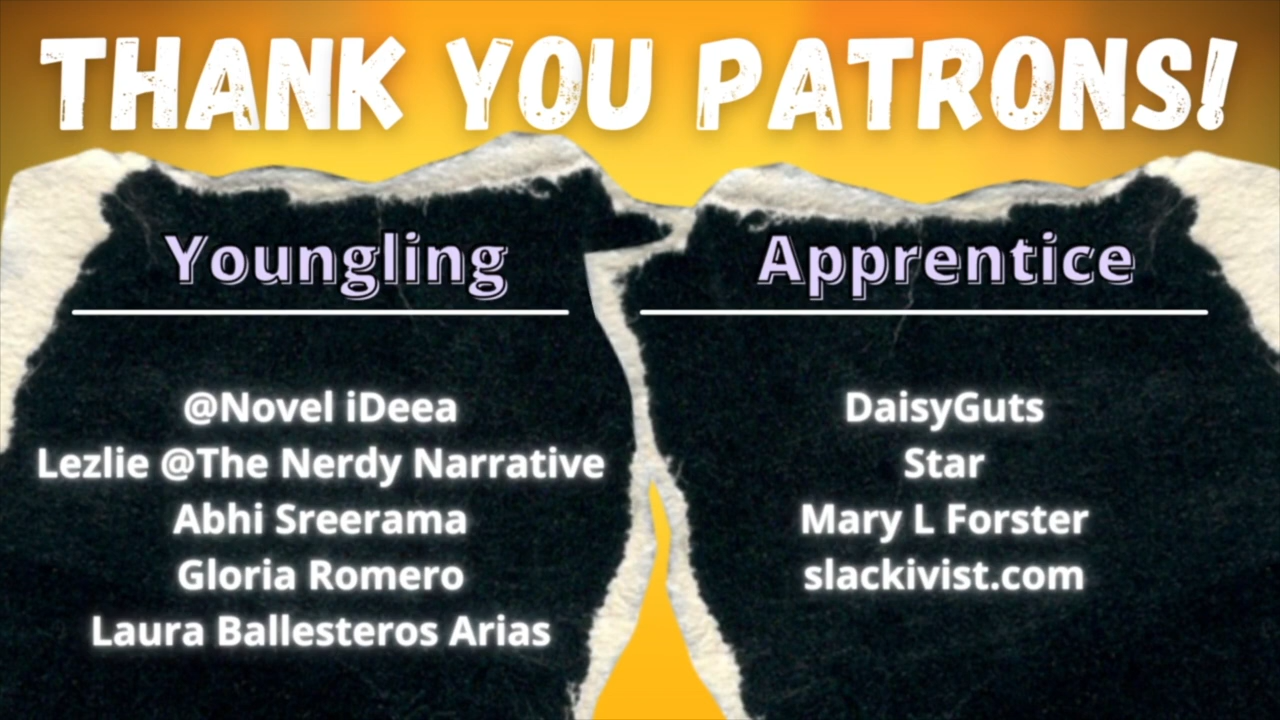 THANK YOU PATRONS!
Youngling
@Novel iDeea
Lezlie @The Nerdy Narrative
Abhi Sreerama
Gloria Romero
Laura Ballesteros Arias
Apprentice
DaisyGuts
Star
Mary L Forster
slackivist.com